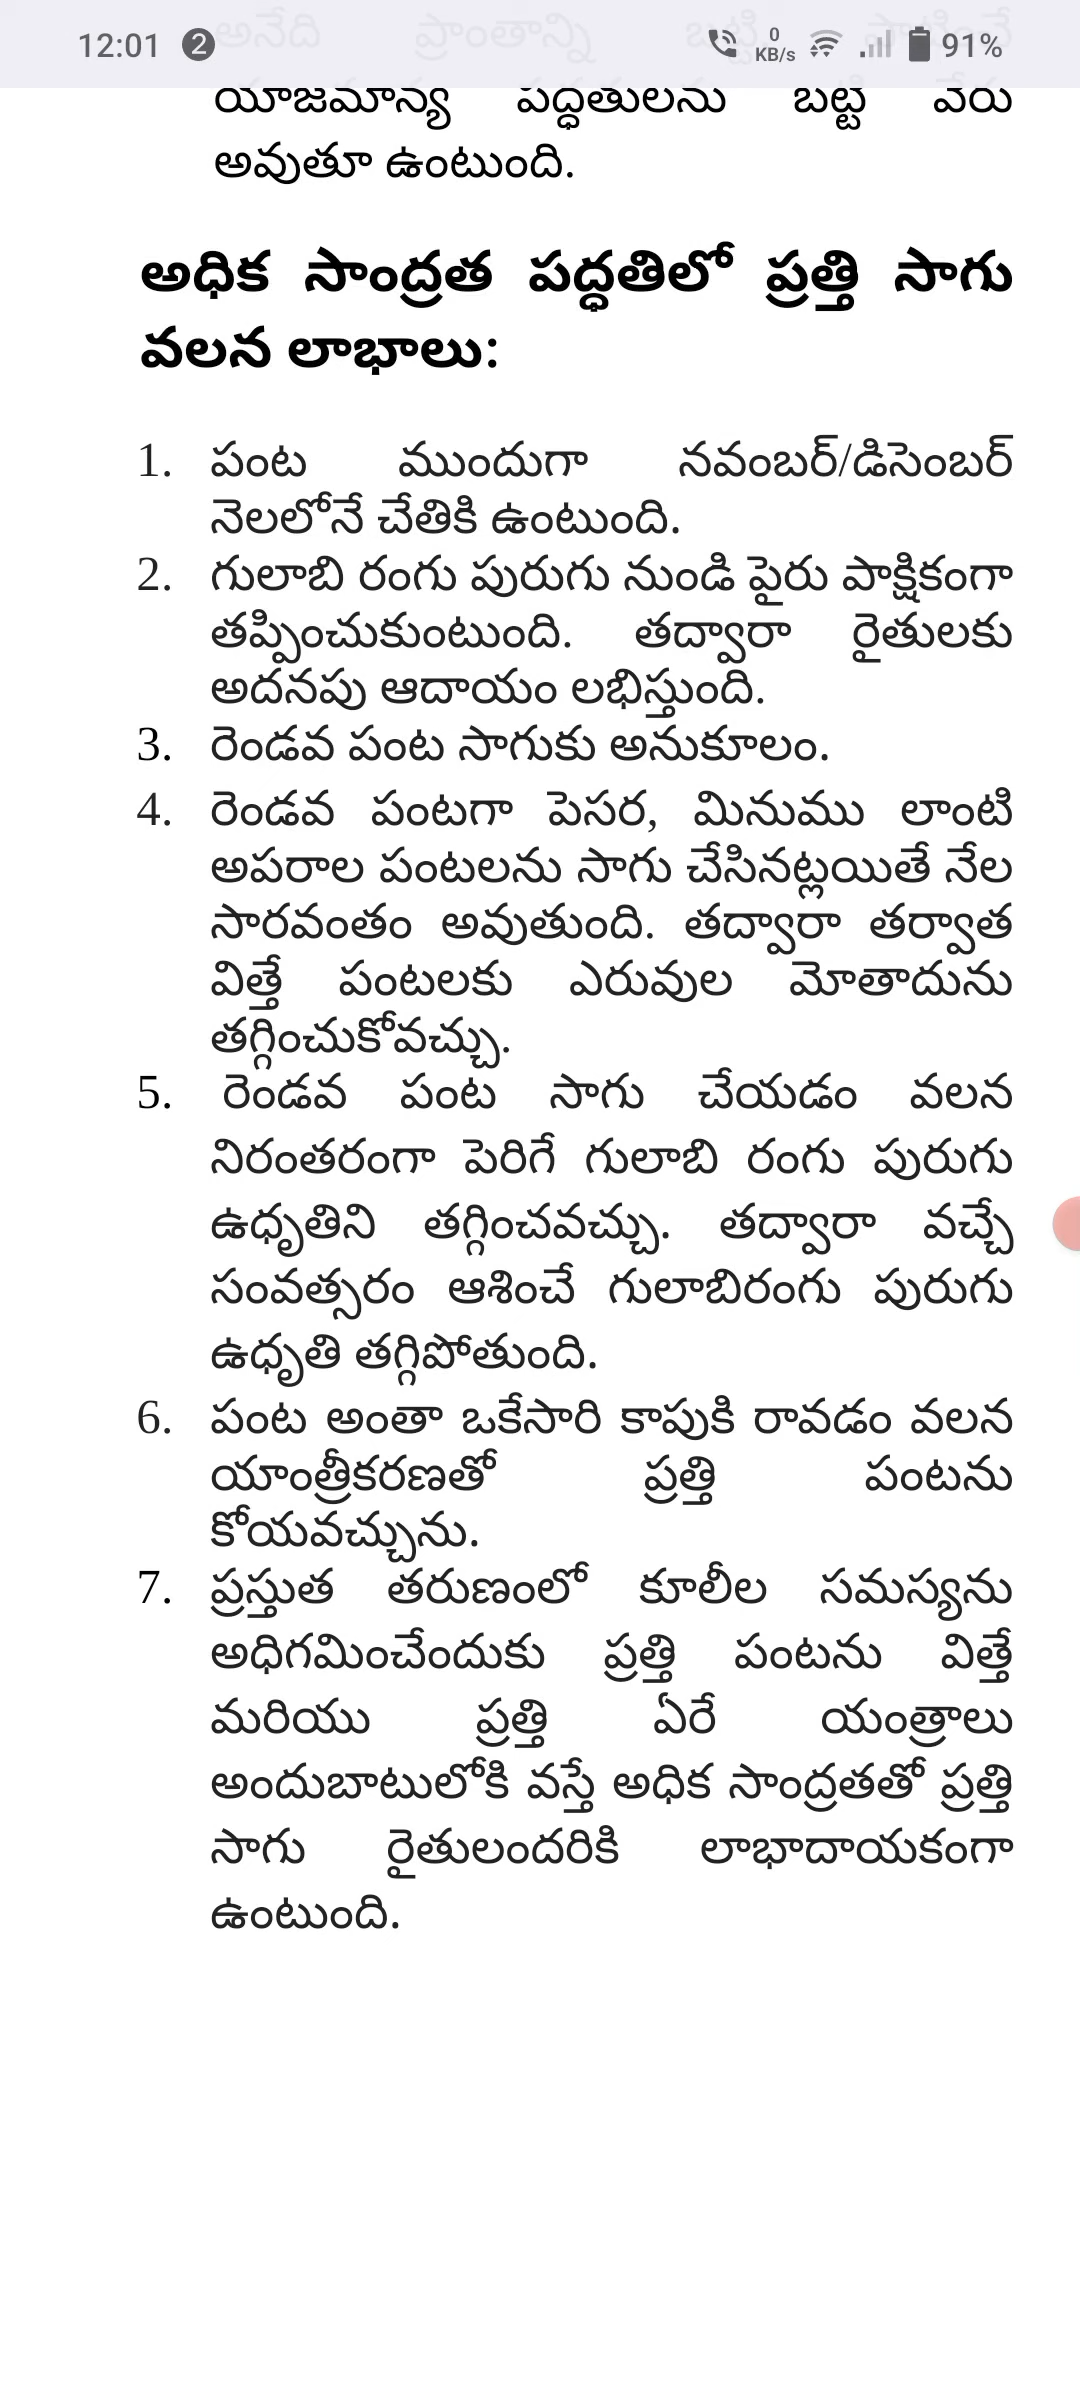 12:01 2 0 KB/s 91%
అనేది ప్రాంతాన్ని బట్టి పాటించే
యాజమాన్య పద్ధతులను బట్టి వేరు
అవుతూ ఉంటుంది.
అధిక సాంద్రత పద్ధతిలో ప్రత్తి సాగు
వలన లాభాలు:
1. పంట ముందుగా నవంబర్/డిసెంబర్
నెలలోనే చేతికి ఉంటుంది.
2. గులాబి రంగు పురుగు నుండి పైరు పాక్షికంగా
తప్పించుకుంటుంది. తద్వారా రైతులకు
అదనపు ఆదాయం లభిస్తుంది.
3. రెండవ పంట సాగుకు అనుకూలం.
4. రెండవ పంటగా పెసర, మినుము లాంటి
అపరాల పంటలను సాగు చేసినట్లయితే నేల
సారవంతం అవుతుంది. తద్వారా తర్వాత
విత్తే పంటలకు ఎరువుల మోతాదును
తగ్గించుకోవచ్చు.
5. రెండవ పంట సాగు చేయడం వలన
నిరంతరంగా పెరిగే గులాబి రంగు పురుగు
ఉధృతిని తగ్గించవచ్చు. తద్వారా వచ్చే
సంవత్సరం ఆశించే గులాబిరంగు పురుగు
ఉధృతి తగ్గిపోతుంది.
6. పంట అంతా ఒకేసారి కాపుకి రావడం వలన
యాంత్రీకరణతో ప్రత్తి పంటను
కోయవచ్చును.
7. ప్రస్తుత తరుణంలో కూలీల సమస్యను
అధిగమించేందుకు ప్రత్తి పంటను విత్తే
మరియు ప్రత్తి ఏరే యంత్రాలు
అందుబాటులోకి వస్తే అధిక సాంద్రతతో ప్రత్తి
సాగు రైతులందరికి లాభాదాయకంగా
ఉంటుంది.